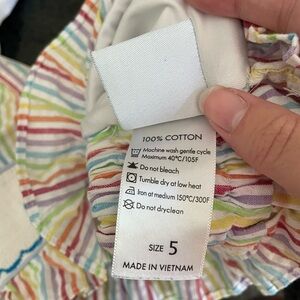 100% COTTON
Machine wash gentle cycle
Maximum 40°C/105F
Do not bleach
Tumble dry at low heat
Iron at medium 150°C/300F
Do not dryclean
SIZE 5
MADE IN VIETNAM